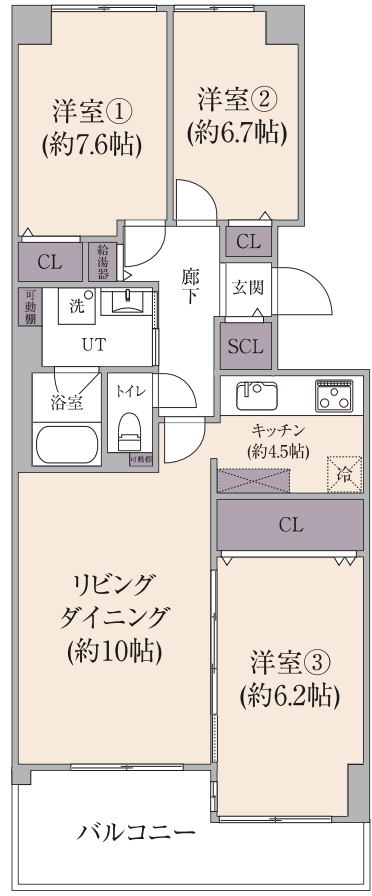 洋室①
(約7.6帖)
洋室②
(約6.7帖)
CL
給湯器
CL
廊下
玄関
可動棚
洗
UT
SCL
浴室
トイレ
可動棚
キッチン
(約4.5帖)
冷
CL
リビング
ダイニング
(約10帖)
洋室③
(約6.2帖)
バルコニー